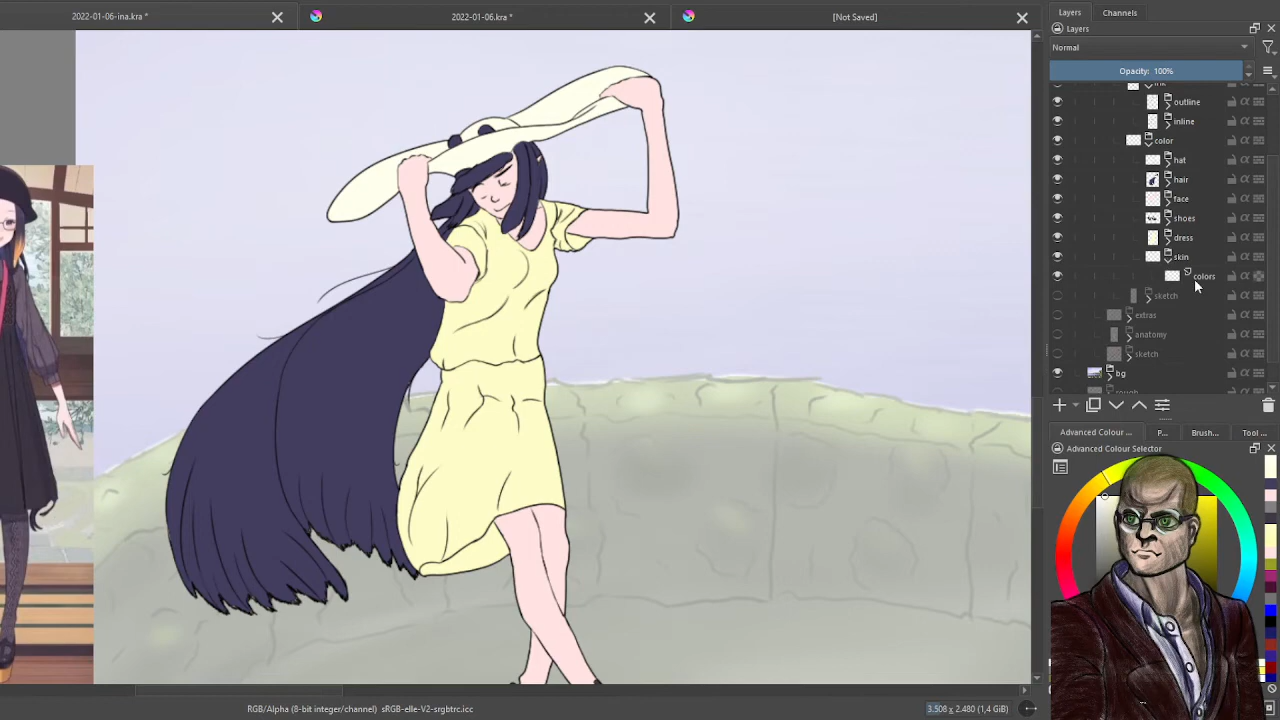 2022-01-06-ina.kra *
2022-01-06.kra *
[Not Saved]
Layers
Channels
Layers
Normal
Opacity: 100%
outline
inline
color
hat
hair
face
shoes
dress
skin
colors
sketch
extras
anatomy
sketch
bg
Advanced Colour ...
P...
Brush...
Tool ...
Advanced Colour Selector
RGB/Alpha (8-bit integer/channel) sRGB-elle-V2-srgbtrc.icc
3.508 x 2.480 (1,4 GiB)